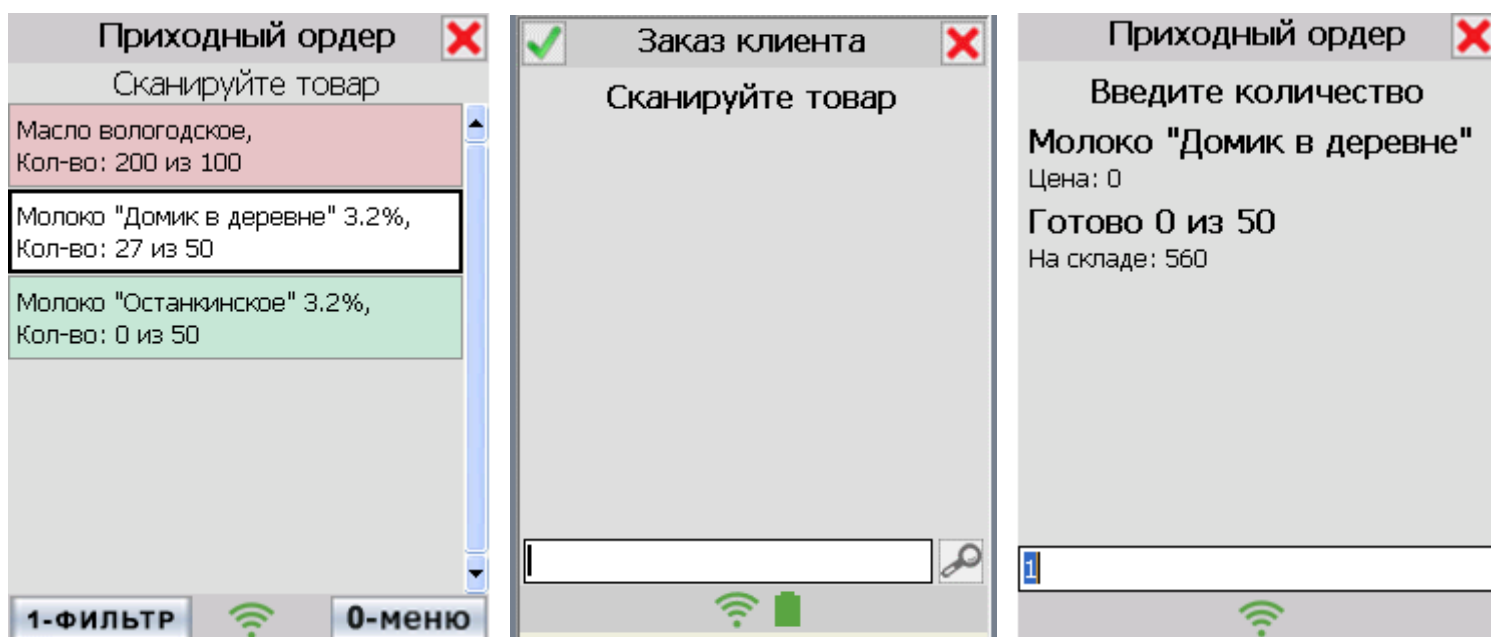 Приходный ордер
Сканируйте товар
Масло вологодское,
Кол-во: 200 из 100
Молоко "Домик в деревне" 3.2%,
Кол-во: 27 из 50
Молоко "Останкинское" 3.2%,
Кол-во: 0 из 50
1-ФИЛЬТР
0-меню
Заказ клиента
Сканируйте товар
Приходный ордер
Введите количество
Молоко "Домик в деревне"
Цена: 0
Готово 0 из 50
На складе: 560
1